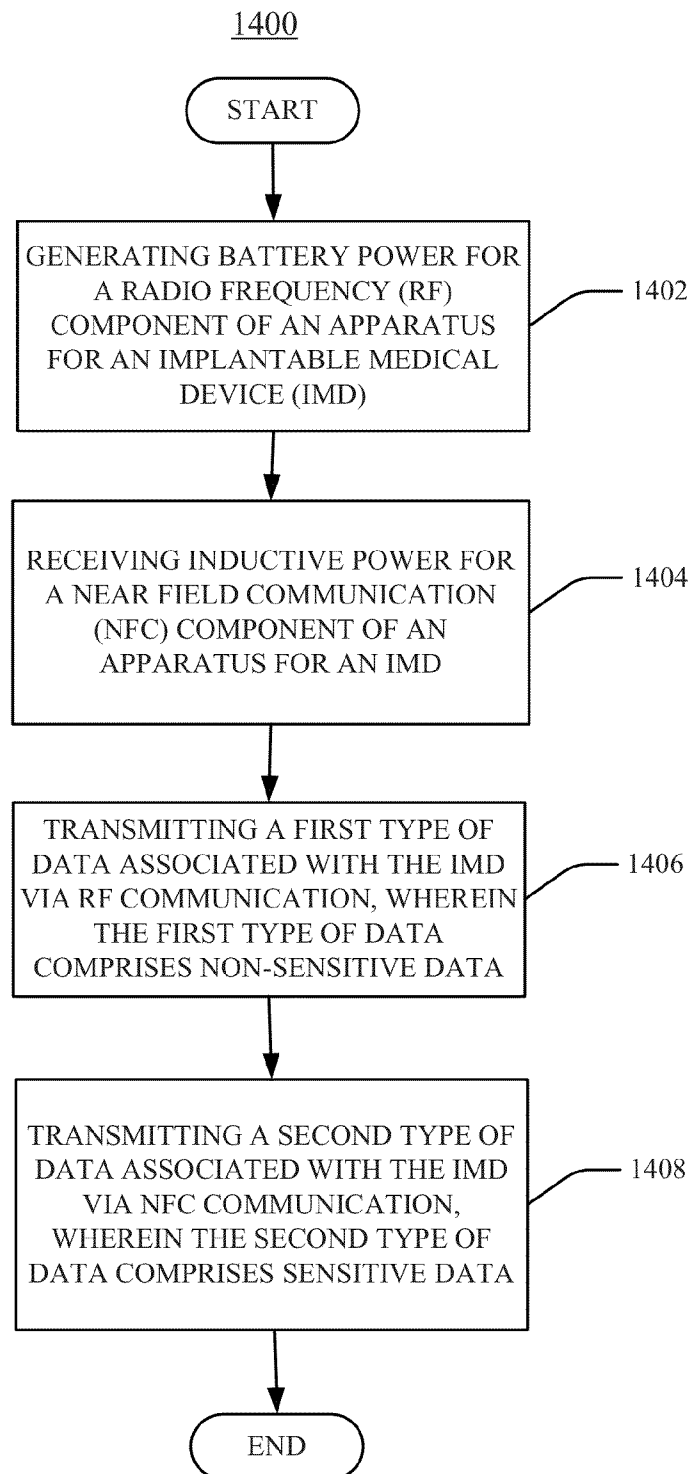 1400
START
GENERATING BATTERY POWER FOR
A RADIO FREQUENCY (RF)
COMPONENT OF AN APPARATUS
FOR AN IMPLANTABLE MEDICAL
DEVICE (IMD)
1402
RECEIVING INDUCTIVE POWER FOR
A NEAR FIELD COMMUNICATION
(NFC) COMPONENT OF AN
APPARATUS FOR AN IMD
1404
TRANSMITTING A FIRST TYPE OF
DATA ASSOCIATED WITH THE IMD
VIA RF COMMUNICATION, WHEREIN
THE FIRST TYPE OF DATA
COMPRISES NON-SENSITIVE DATA
1406
TRANSMITTING A SECOND TYPE OF
DATA ASSOCIATED WITH THE IMD
VIA NFC COMMUNICATION,
WHEREIN THE SECOND TYPE OF
DATA COMPRISES SENSITIVE DATA
1408
END